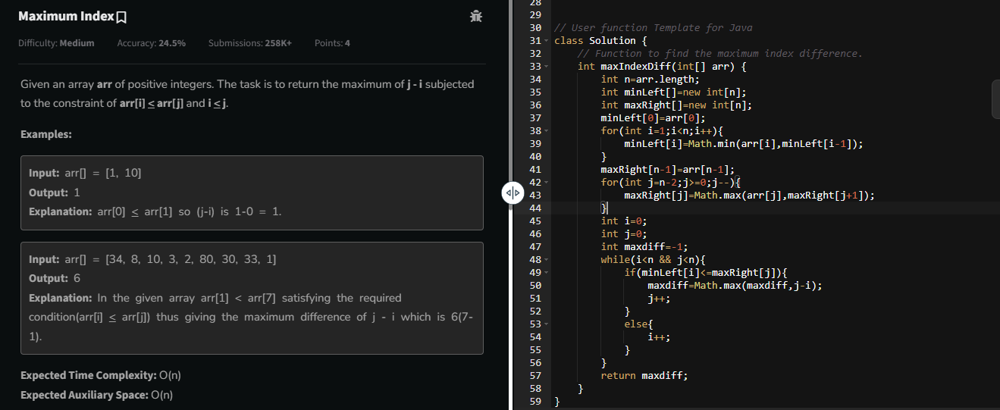 Maximum Index
Difficulty: Medium Accuracy: 24.5% Submissions: 258K+ Points: 4
Given an array arr of positive integers. The task is to return the maximum of j - i subjected
to the constraint of arr[i] ≤ arr[j] and i ≤ j.
Examples:
Input: arr[] = [1, 10]
Output: 1
Explanation: arr[0] ≤ arr[1] so (j-i) is 1-0 = 1.
Input: arr[] = [34, 8, 10, 3, 2, 80, 30, 33, 1]
Output: 6
Explanation: In the given array arr[1] < arr[7] satisfying the required
condition(arr[i] ≤ arr[j]) thus giving the maximum difference of j - i which is 6(7-
1).
Expected Time Complexity: O(n)
Expected Auxiliary Space: O(n)
28
29
30 // User function Template for Java
31 class Solution {
32 // Function to find the maximum index difference.
33 int maxIndexDiff(int[] arr) {
34 int n=arr.length;
35 int minLeft[]=new int[n];
36 int maxRight[]=new int[n];
37 minLeft[0]=arr[0];
38 for(int i=1;i<n;i++){
39 minLeft[i]=Math.min(arr[i],minLeft[i-1]);
40 }
41 maxRight[n-1]=arr[n-1];
42 for(int j=n-2;j>=0;j--){
43 maxRight[j]=Math.max(arr[j],maxRight[j+1]);
44 }
45 int i=0;
46 int j=0;
47 int maxdiff=-1;
48 while(i<n && j<n){
49 if(minLeft[i]<=maxRight[j]){
50 maxdiff=Math.max(maxdiff,j-i);
51 j++;
52 }
53 else{
54 i++;
55 }
56 }
57 return maxdiff;
58 }
59 }